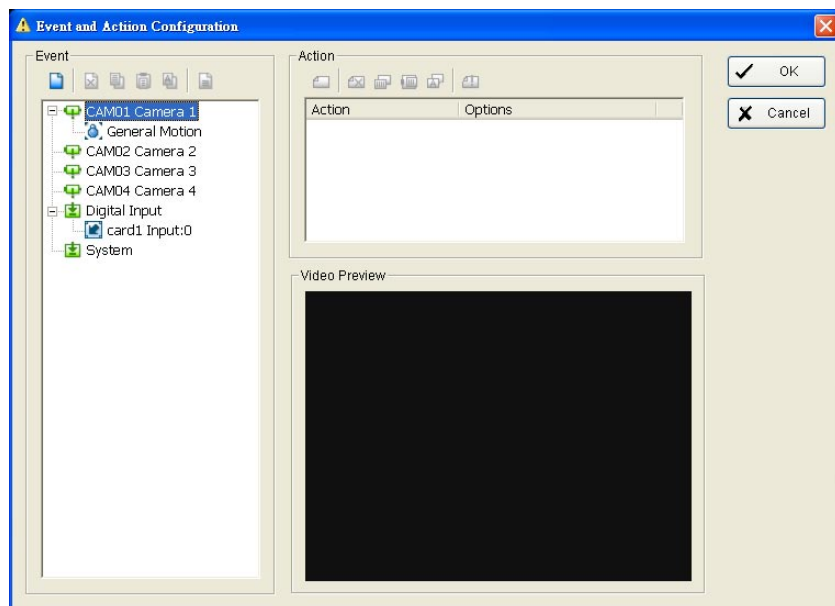 Event and Actiion Configuration
Event
CAM01 Camera 1
General Motion
CAM02 Camera 2
CAM03 Camera 3
CAM04 Camera 4
Digital Input
card1 Input:0
System
Action
Action Options
Video Preview
OK
Cancel